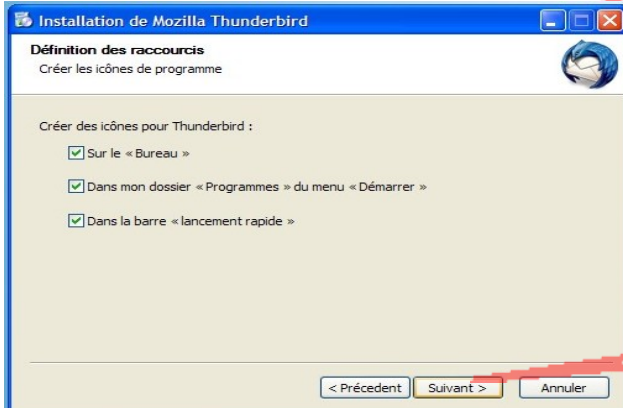 Installation de Mozilla Thunderbird
Définition des raccourcis
Créer les icônes de programme
Créer des icônes pour Thunderbird :
Sur le « Bureau »
Dans mon dossier « Programmes » du menu « Démarrer »
Dans la barre « lancement rapide »
< Précedent Suivant > Annuler